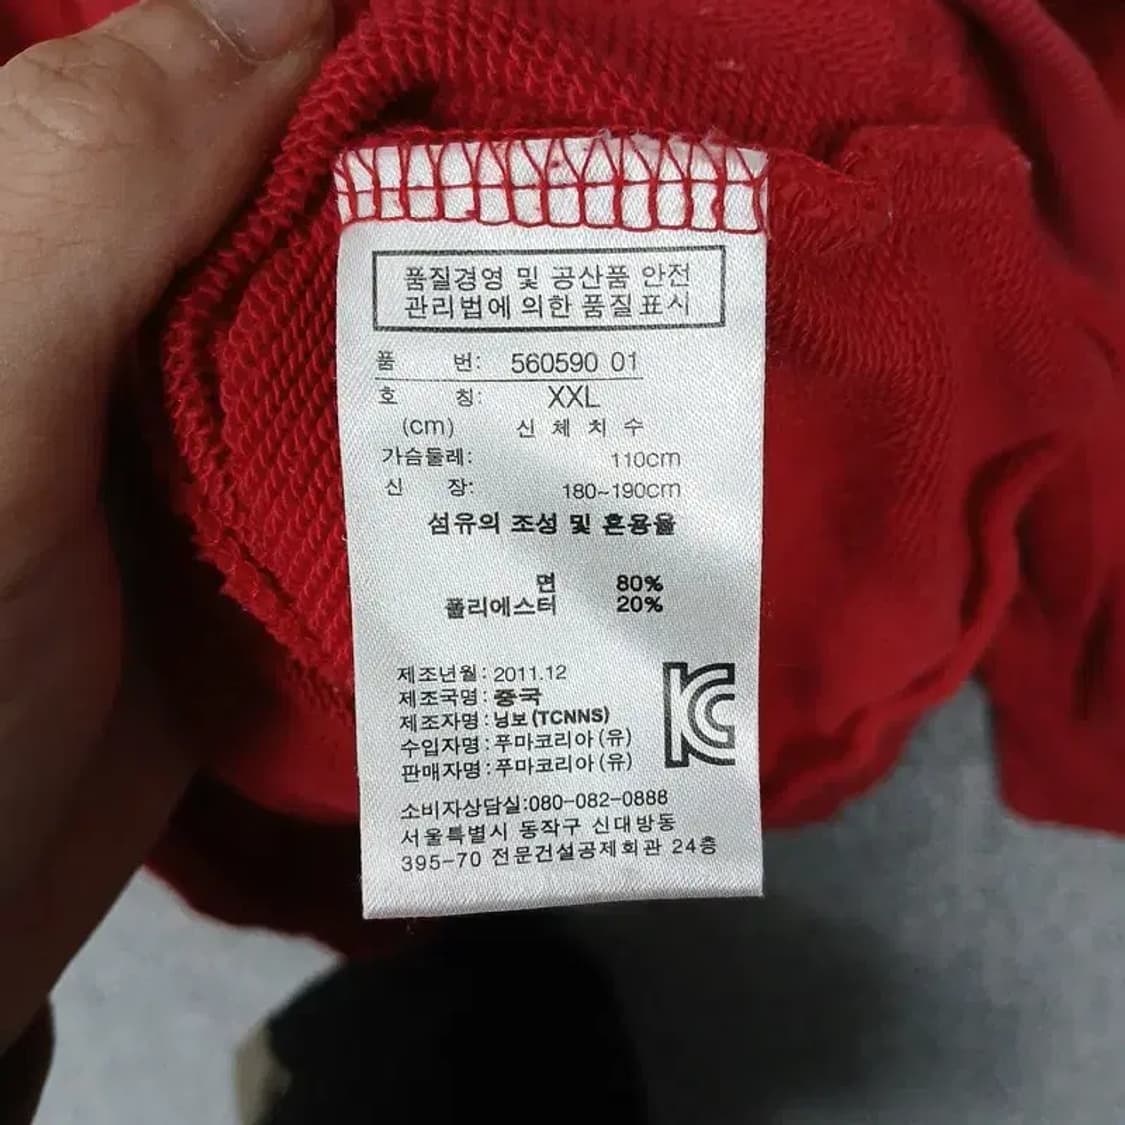 품질경영 및 공산품 안전
관리법에 의한 품질표시
품 번: 560590 01
호 칭: XXL
(cm) 신 체 치 수
가슴둘레: 110cm
신 장: 180~190cm
섬유의 조성 및 혼용율
면 80%
폴리에스터 20%
제조년월: 2011.12
제조국명: 중국
제조자명: 닝보 (TCNNS)
수입자명: 푸마코리아 (유)
판매자명: 푸마코리아 (유)
KC
소비자상담실:080-082-0888
서울특별시 동작구 신대방동
395-70 전문건설공제회관 24층